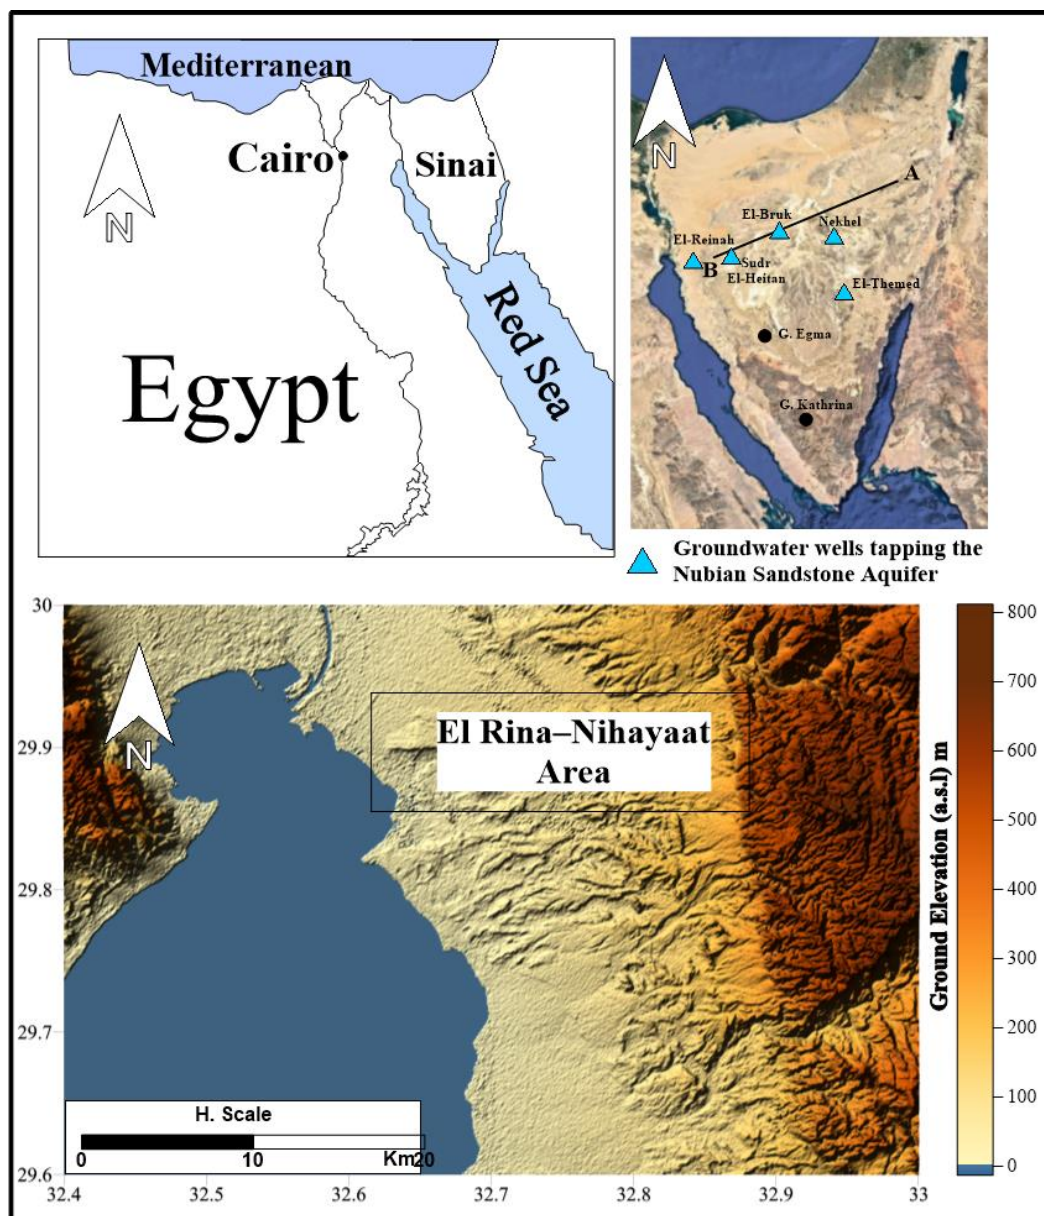 Mediterranean
N
Cairo
Sinai
Red Sea
Egypt
N
A
El-Bruk
Nekhel
El-Reinah
B
Sudr
El-Heitan
El-Themed
G. Egma
G. Kathrina
Groundwater wells tapping the
Nubian Sandstone Aquifer
30
29.9
29.8
29.7
29.6
N
El Rina–Nihayaat
Area
H. Scale
0
10
Km
20
32.4
32.5
32.6
32.7
32.8
32.9
33
Ground Elevation (a.s.l) m
800
700
600
500
400
300
200
100
0